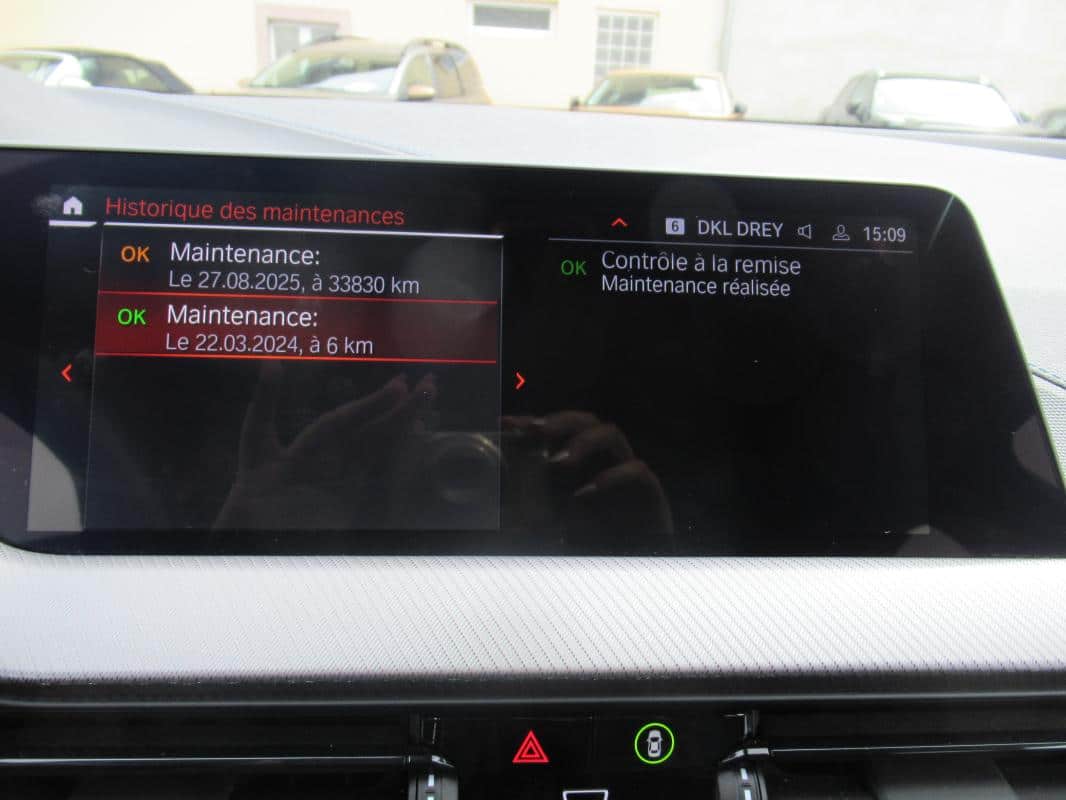 Historique des maintenances
6 DKL DREY 15:09
OK Maintenance:
Le 27.08.2025, à 33830 km
OK Maintenance:
Le 22.03.2024, à 6 km
OK Contrôle à la remise
Maintenance réalisée